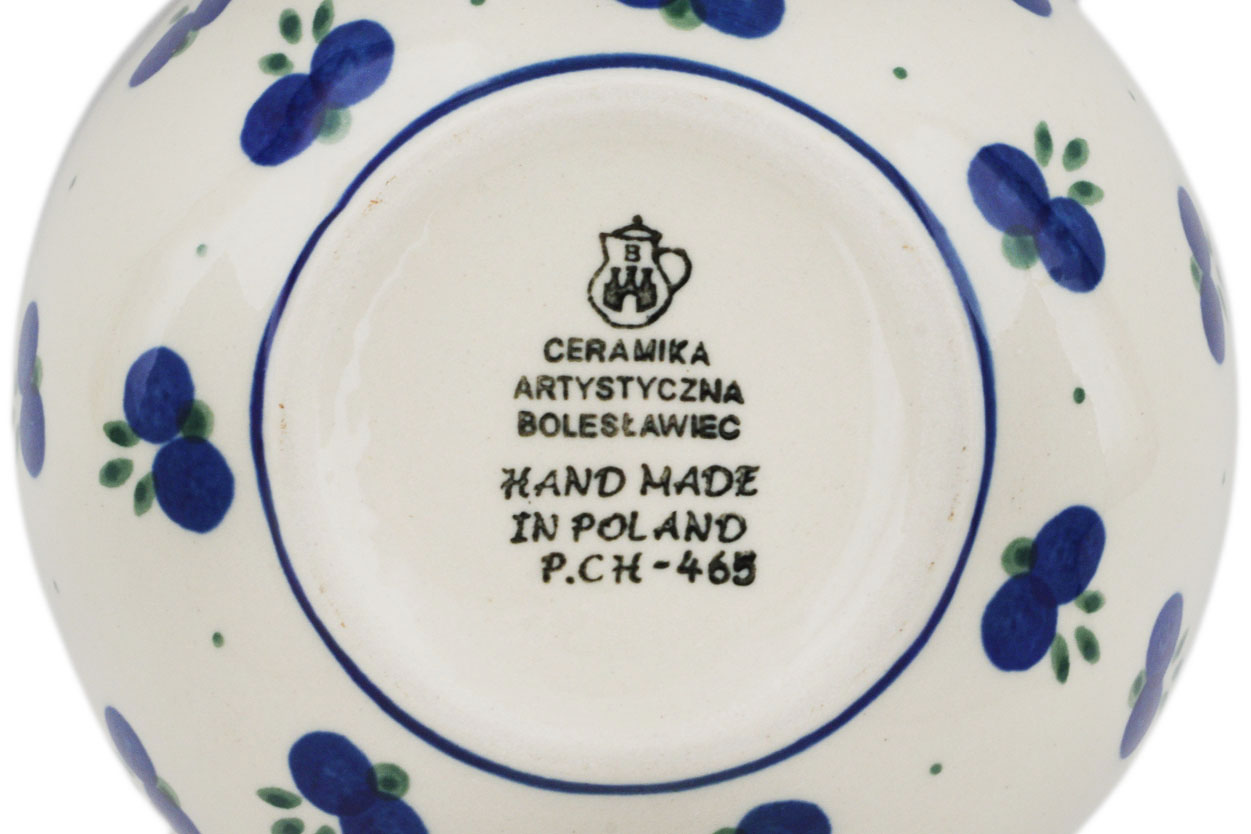 B
CERAMIKA
ARTYSTYCZNA
BOLESŁAWIEC
HAND MADE
IN POLAND
P.CH-465